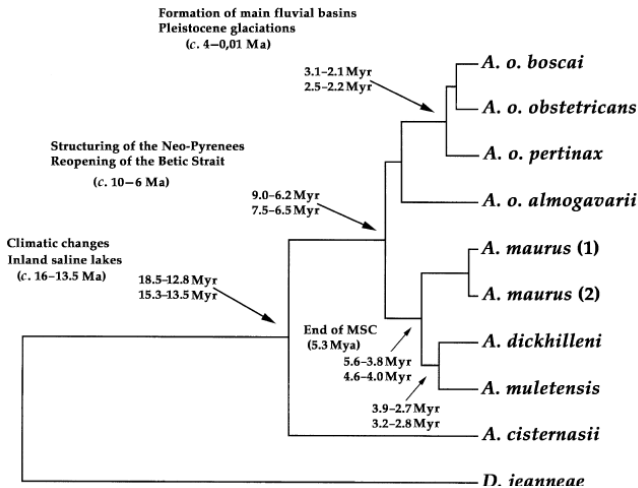 Formation of main fluvial basins
Pleistocene glaciations
(c. 4–0,01 Ma)
3.1–2.1 Myr
2.5–2.2 Myr
A. o. boscai
A. o. obstetricans
A. o. pertinax
A. o. almogavarii
Structuring of the Neo-Pyrenees
Reopening of the Betic Strait
(c. 10–6 Ma)
9.0–6.2 Myr
7.5–6.5 Myr
Climatic changes
Inland saline lakes
(c. 16–13.5 Ma)
18.5–12.8 Myr
15.3–13.5 Myr
A. maurus (1)
A. maurus (2)
End of MSC
(5.3 Mya)
5.6–3.8 Myr
4.6–4.0 Myr
A. dickhilleni
A. muletensis
3.9–2.7 Myr
3.2–2.8 Myr
A. cisternasii
D. jeanneae